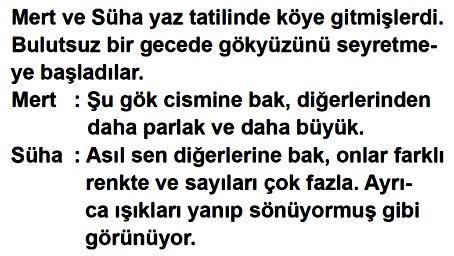 Mert ve Süha yaz tatilinde köye gitmişlerdi.
Bulutsuz bir gecede gökyüzünü seyretme-
ye başladılar.
Mert : Şu gök cismine bak, diğerlerinden
daha parlak ve daha büyük.
Süha : Asıl sen diğerlerine bak, onlar farklı
renkte ve sayıları çok fazla. Ayrı-
ca ışıkları yanıp sönüyormuş gibi
görünüyor.